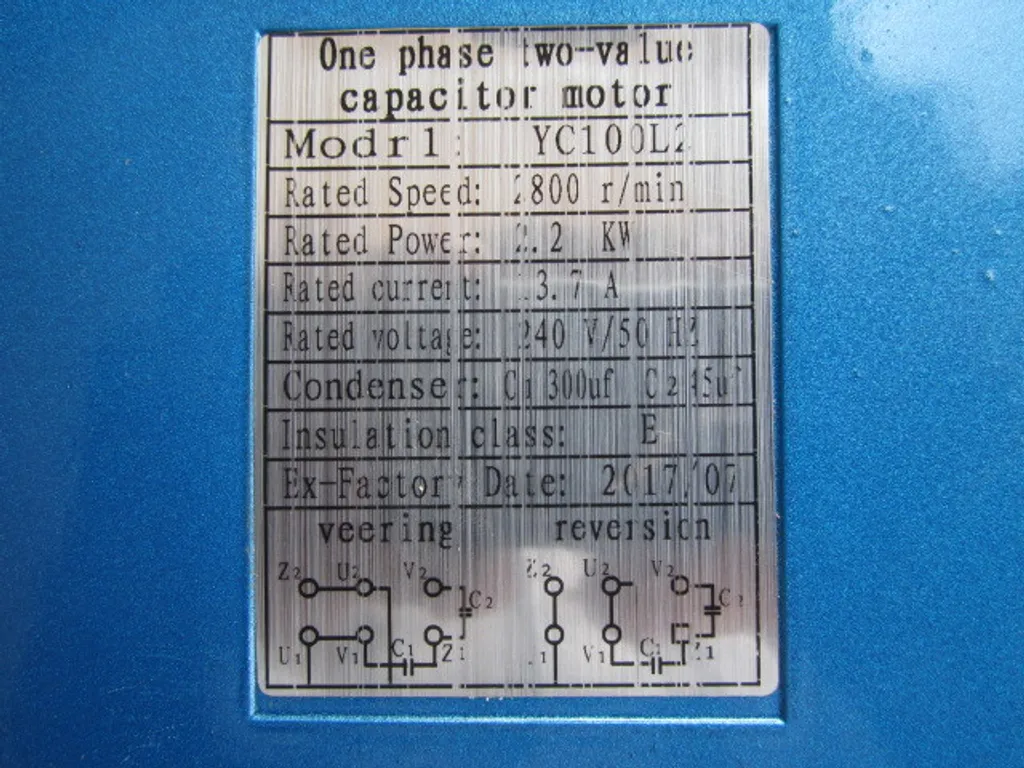 One phase two-value
capacitor motor
Modrl: YC100L2
Rated Speed: 2800 r/min
Rated Power: 2.2 KW
Rated current: 13.7 A
Rated voltage: 240 V/50 HZ
Condenser: C1 300uf C2 45uf
Insulation class: E
Ex-Factory Date: 2017/07
veering reversion
Z2 U2 V2 Z2 U2 V2
C2 C2
U1 V1 C1 Z1 V1 C1 Z1